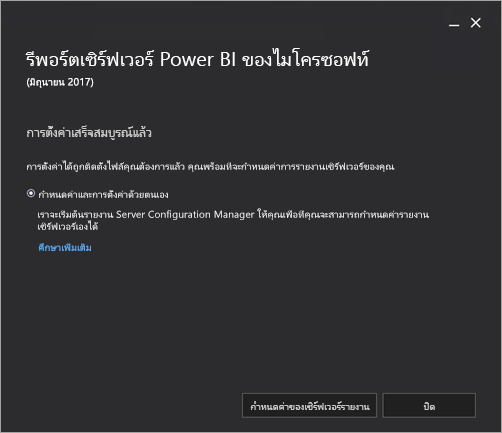 รีพอร์ตเซิร์ฟเวอร์ Power BI ของไมโครซอฟท์
(มิถุนายน 2017)
การตั้งค่าเสร็จสมบูรณ์แล้ว
การตั้งค่าได้ถูกติดตั้งไฟล์คุณต้องการแล้ว คุณพร้อมที่จะกำหนดค่าการรายงานเซิร์ฟเวอร์ของคุณ
กำหนดค่าและการตั้งค่าด้วยตนเอง
เราจะเริ่มต้นรายงาน Server Configuration Manager ให้คุณเพื่อที่คุณจะสามารถกำหนดค่ารายงาน
เซิร์ฟเวอร์เองได้
ศึกษาเพิ่มเติม
กำหนดค่าของเซิร์ฟเวอร์รายงาน
ปิด